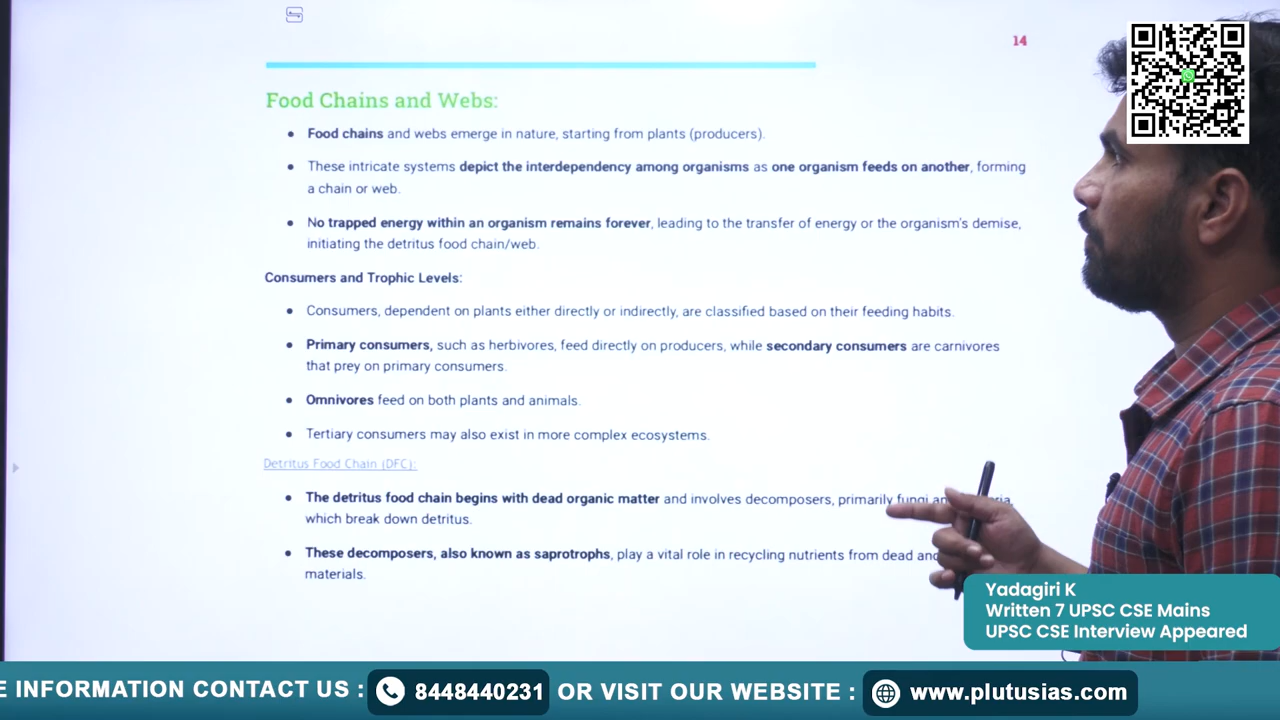 14
Food Chains and Webs:
● Food chains and webs emerge in nature, starting from plants (producers).
● These intricate systems depict the interdependency among organisms as one organism feeds on another, forming
a chain or web.
● No trapped energy within an organism remains forever, leading to the transfer of energy or the organism's demise,
initiating the detritus food chain/web.
Consumers and Trophic Levels:
● Consumers, dependent on plants either directly or indirectly, are classified based on their feeding habits.
● Primary consumers, such as herbivores, feed directly on producers, while secondary consumers are carnivores
that prey on primary consumers.
● Omnivores feed on both plants and animals.
● Tertiary consumers may also exist in more complex ecosystems.
Detritus Food Chain (DFC):
● The detritus food chain begins with dead organic matter and involves decomposers, primarily fungi
which break down detritus.
● These decomposers, also known as saprotrophs, play a vital role in recycling nutrients from dead and
materials.
Yadagiri K
Written 7 UPSC CSE Mains
UPSC CSE Interview Appeared
E INFORMATION CONTACT US : 8448440231 OR VISIT OUR WEBSITE : www.plutusias.com